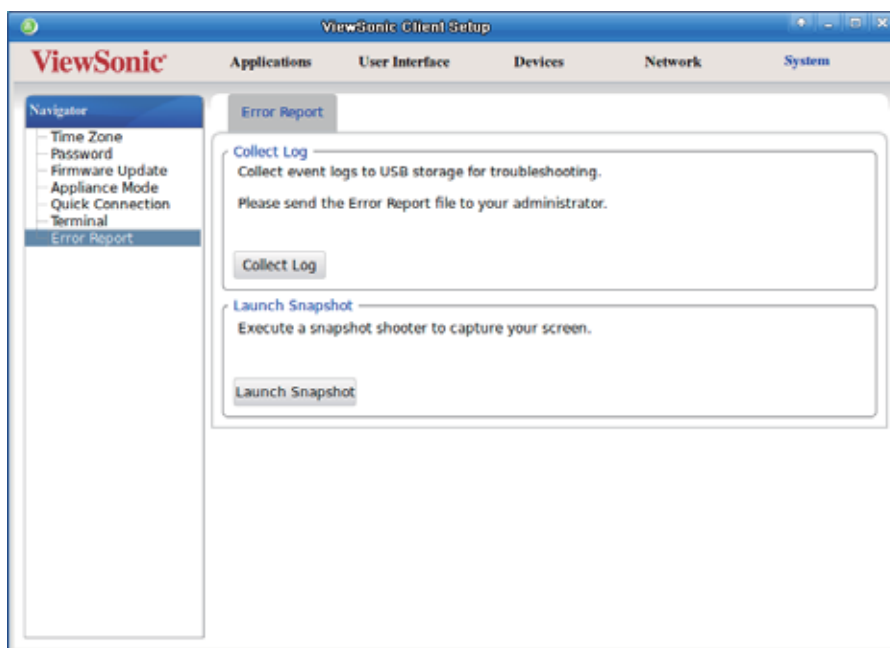 ViewSonic Client Setup
ViewSonic®
Applications User Interface Devices Network System
Navigator
Time Zone
Password
Firmware Update
Appliance Mode
Quick Connection
Terminal
Error Report
Error Report
Collect Log
Collect event logs to USB storage for troubleshooting.
Please send the Error Report file to your administrator.
Collect Log
Launch Snapshot
Execute a snapshot shooter to capture your screen.
Launch Snapshot